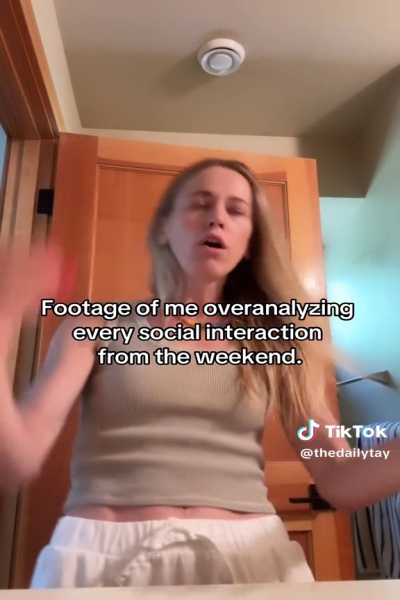 Footage of me overanalyzing
every social interaction
from the weekend.
TikTok
@thedailytay